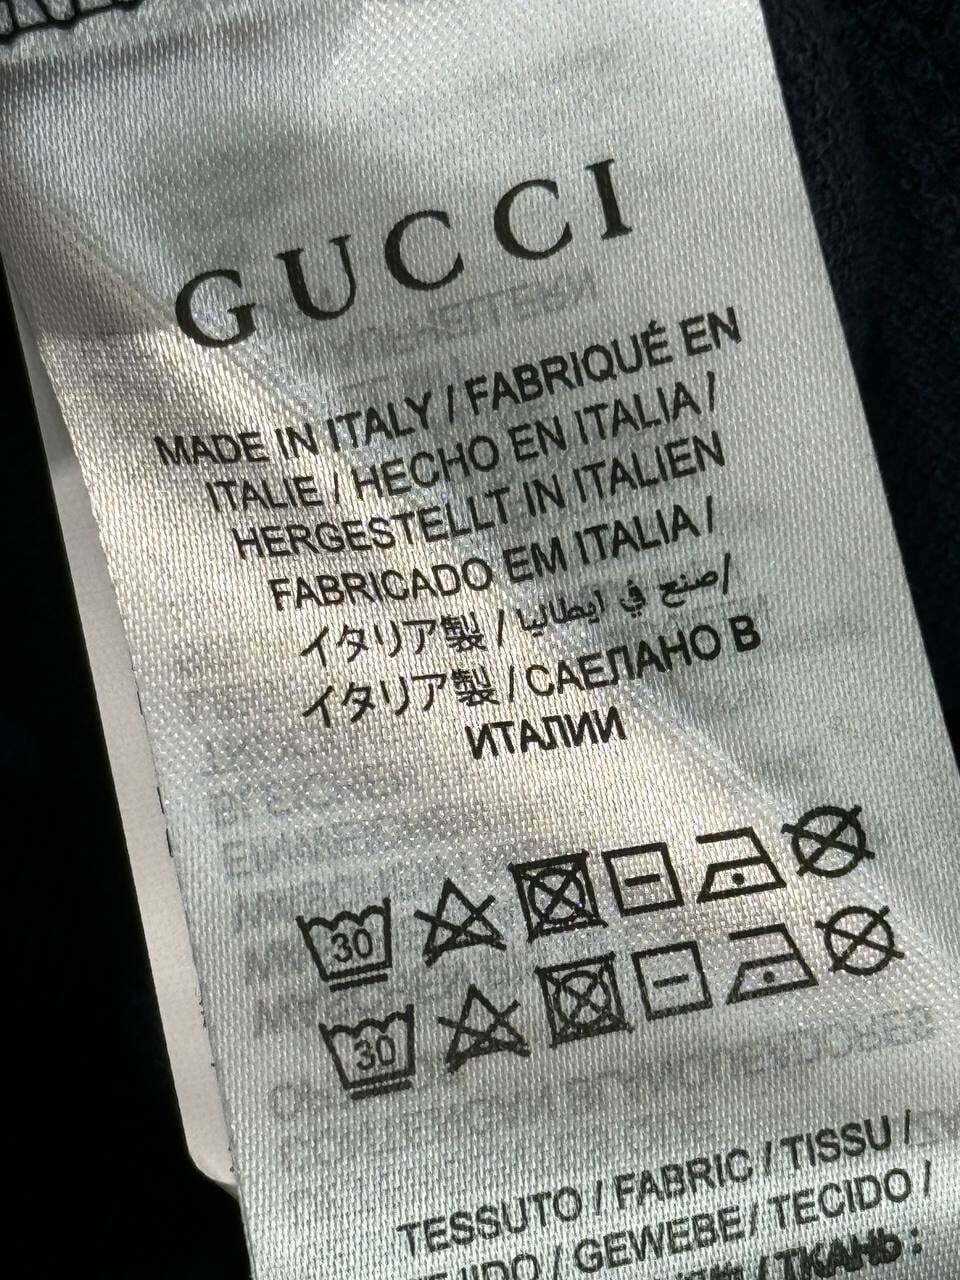 GUCCI
MADE IN ITALY / FABRIQUÉ EN
ITALIE / HECHO EN ITALIA /
HERGESTELLT IN ITALIEN
FABRICADO EM ITALIA /
イタリア製 / صنع في ايطاليا /
イタリア製 / САЕЛАНО В
ИТАЛИИ
30
30
TESSUTO / FABRIC / TISSU /
/ GEWEBE / TECIDO /
/ ТКАНЬ :